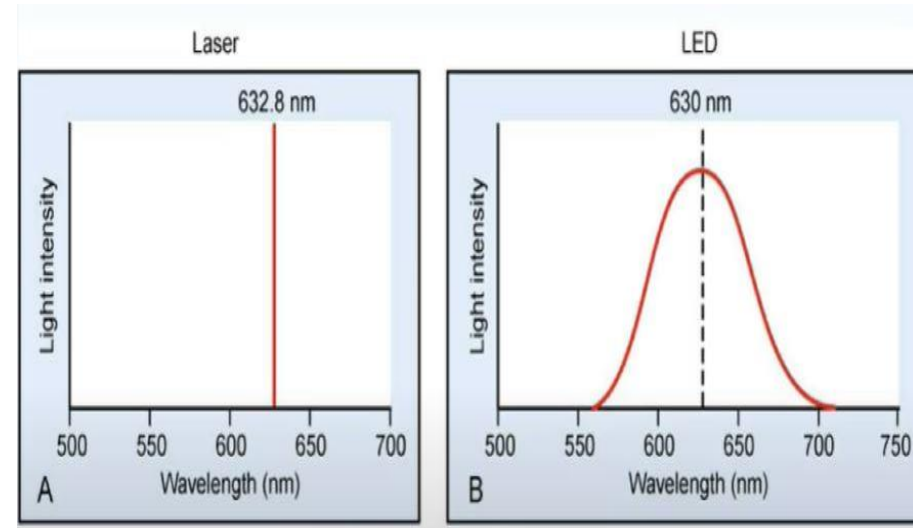 Laser
632.8 nm
Light intensity
500 550 600 650 700
Wavelength (nm)
A
LED
630 nm
Light intensity
500 550 600 650 700 750
Wavelength (nm)
B